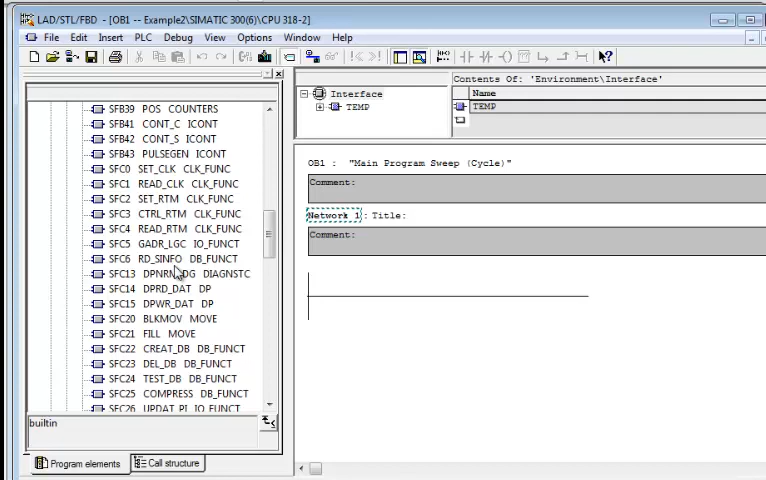 LAD/STL/FBD - [OB1 -- Example2\SIMATIC 300(6)\CPU 318-2]
File Edit Insert PLC Debug View Options Window Help
SFB39 POS COUNTERS
SFB41 CONT_C ICONT
SFB42 CONT_S ICONT
SFB43 PULSEGEN ICONT
SFC0 SET_CLK CLK_FUNC
SFC1 READ_CLK CLK_FUNC
SFC2 SET_RTM CLK_FUNC
SFC3 CTRL_RTM CLK_FUNC
SFC4 READ_RTM CLK_FUNC
SFC5 GADR_LGC IO_FUNCT
SFC6 RD_SINFO DB_FUNCT
SFC13 DPNRM_DG DIAGNSTC
SFC14 DPRD_DAT DP
SFC15 DPWR_DAT DP
SFC20 BLKMOV MOVE
SFC21 FILL MOVE
SFC22 CREAT_DB DB_FUNCT
SFC23 DEL_DB DB_FUNCT
SFC24 TEST_DB DB_FUNCT
SFC25 COMPRESS DB_FUNCT
SFC26 UPDAT_PI IO_FUNCT
builtin
Program elements
Call structure
Interface
TEMP
Contents Of: 'Environment\Interface'
Name
TEMP
OB1 : "Main Program Sweep (Cycle)"
Comment:
Network 1: Title:
Comment: